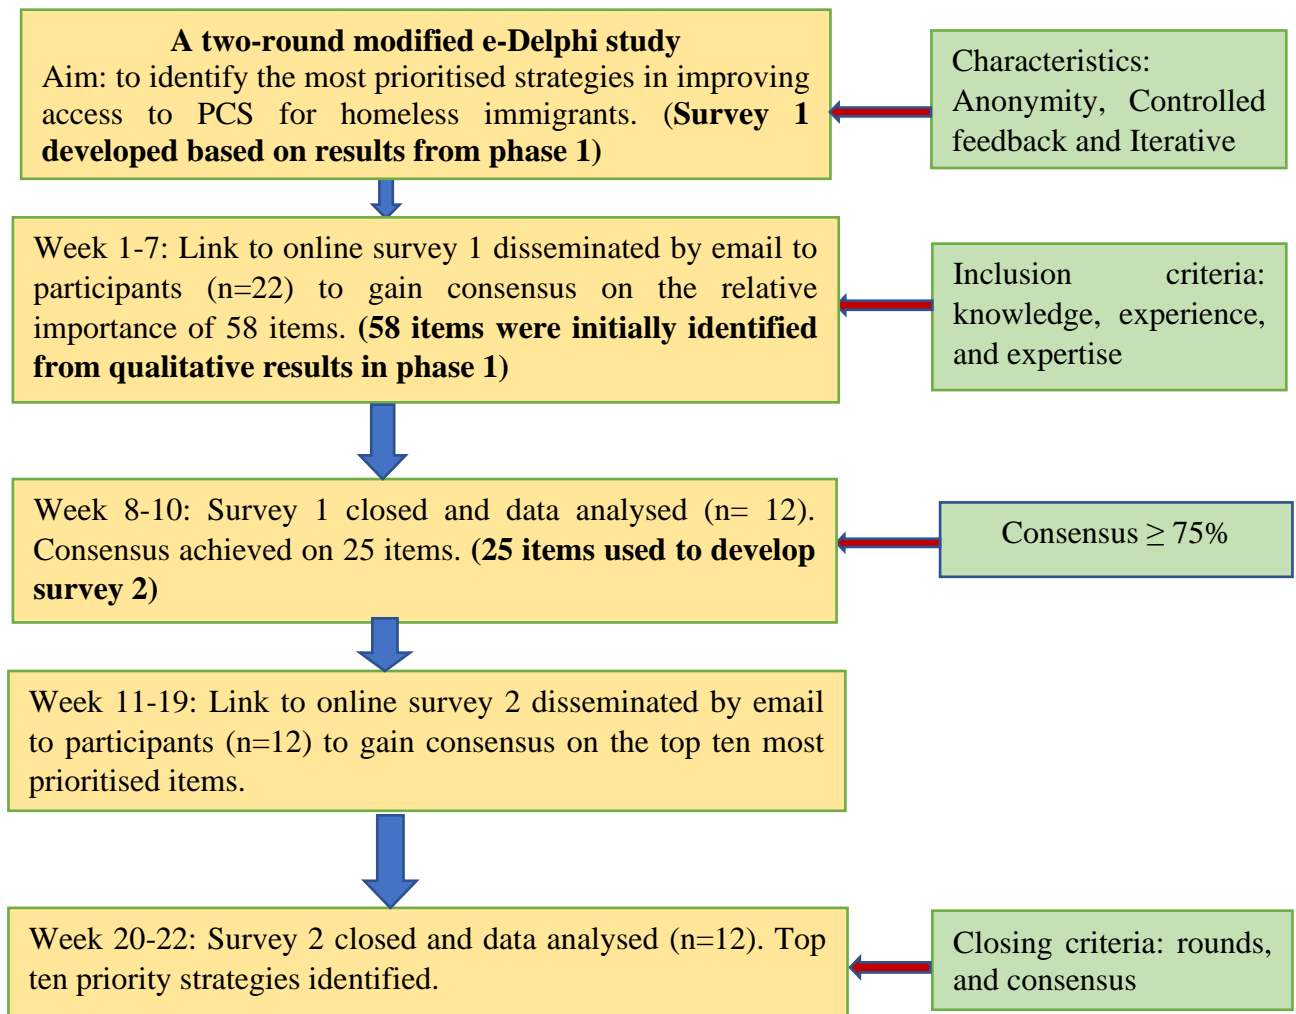 A two-round modified e-Delphi study
Aim: to identify the most prioritised strategies in improving
access to PCS for homeless immigrants. (Survey 1
developed based on results from phase 1)
Characteristics:
Anonymity, Controlled
feedback and Iterative
Week 1-7: Link to online survey 1 disseminated by email to
participants (n=22) to gain consensus on the relative
importance of 58 items. (58 items were initially identified
from qualitative results in phase 1)
Inclusion criteria:
knowledge, experience,
and expertise
Week 8-10: Survey 1 closed and data analysed (n= 12).
Consensus achieved on 25 items. (25 items used to develop
survey 2)
Consensus ≥ 75%
Week 11-19: Link to online survey 2 disseminated by email
to participants (n=12) to gain consensus on the top ten most
prioritised items.
Week 20-22: Survey 2 closed and data analysed (n=12). Top
ten priority strategies identified.
Closing criteria: rounds,
and consensus